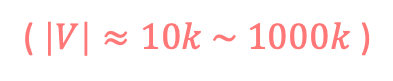 ( |V| ≈ 10k ~ 1000k )